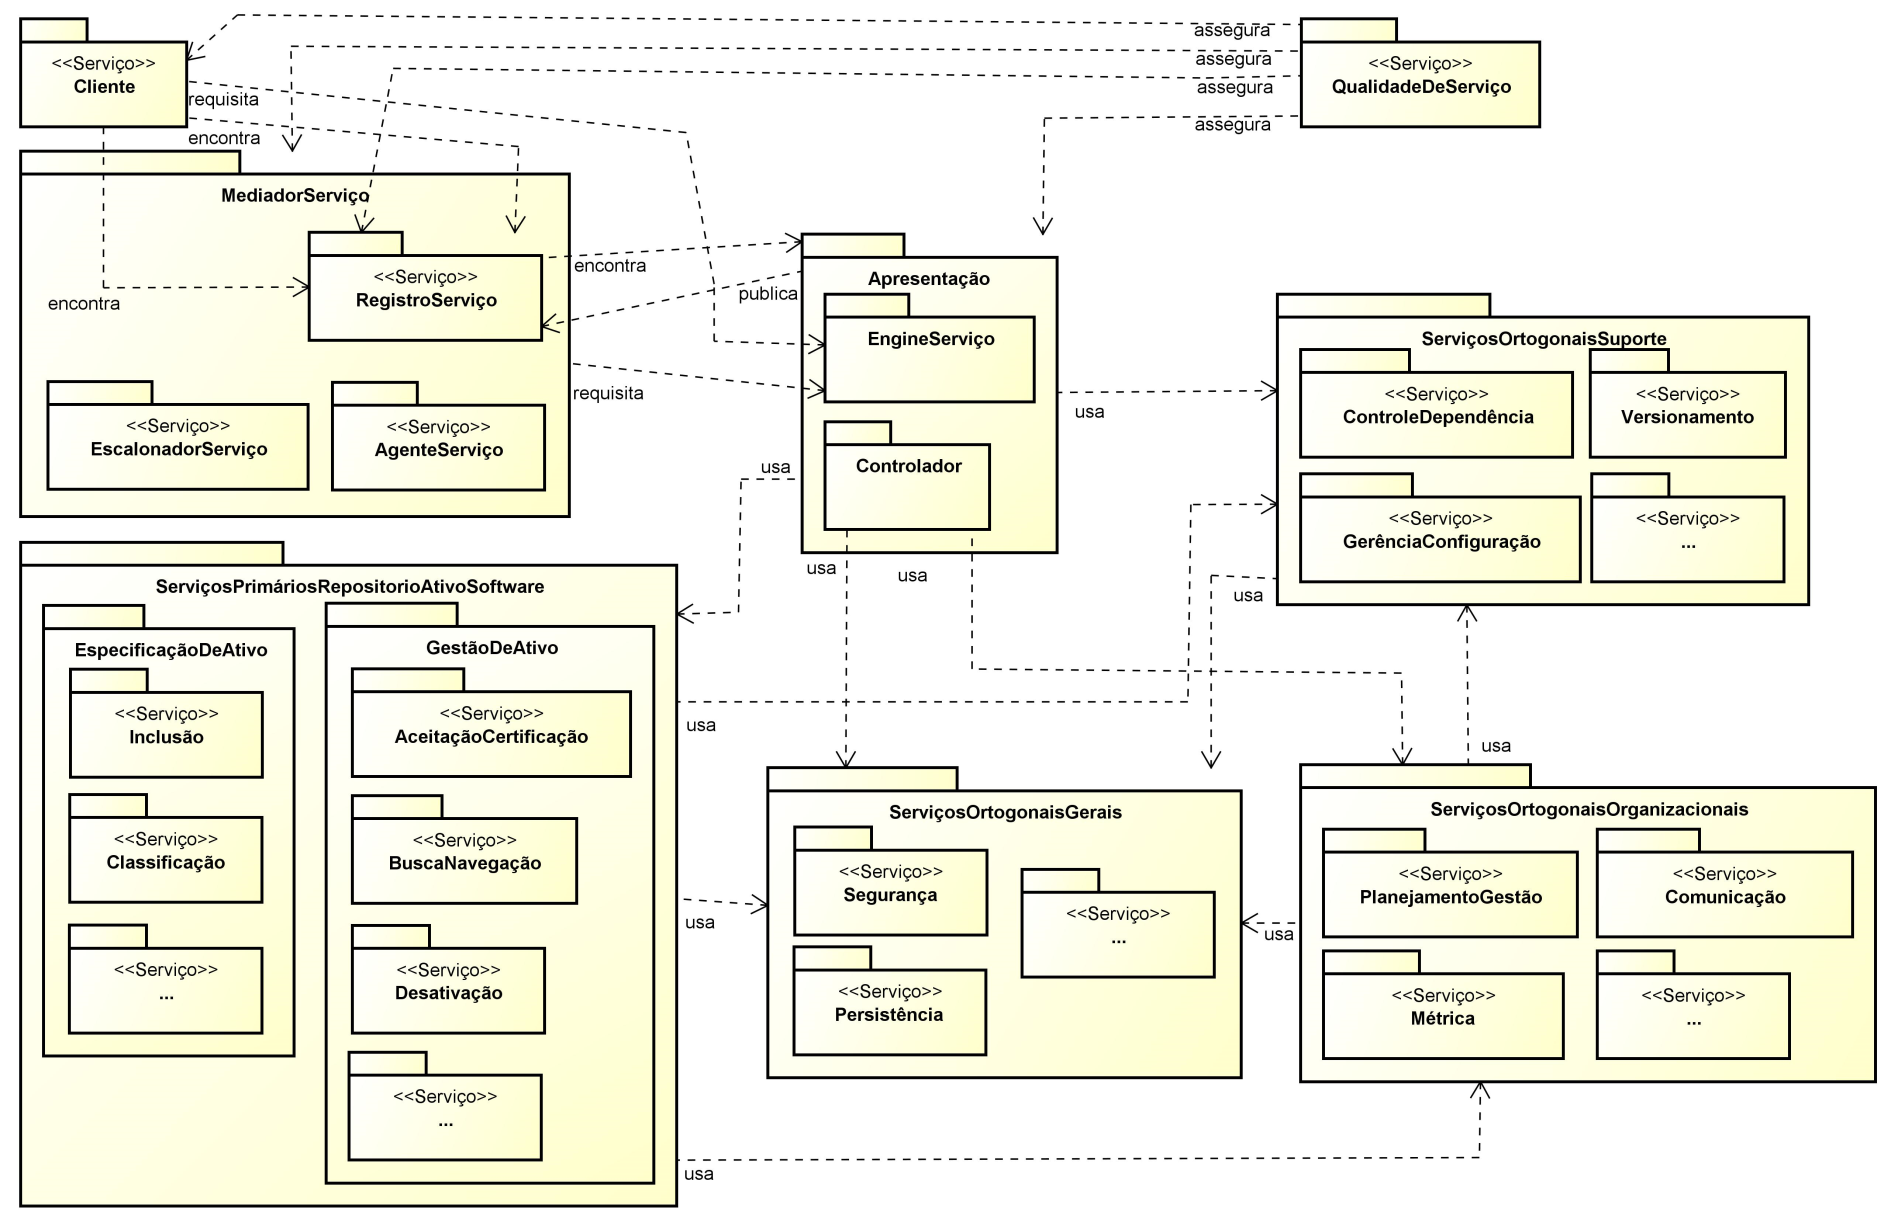 <<Serviço>>
Cliente
assegura
assegura
assegura
assegura
<<Serviço>>
QualidadeDeServiço
requisita
encontra
encontra
MediadorServiço
<<Serviço>>
RegistroServiço
<<Serviço>>
EscalonadorServiço
<<Serviço>>
AgenteServiço
encontra
publica
requisita
Apresentação
EngineServiço
Controlador
usa
usa
usa
usa
ServiçosOrtogonaisSuporte
<<Serviço>>
ControleDependência
<<Serviço>>
Versionamento
<<Serviço>>
GerênciaConfiguração
<<Serviço>>
...
usa
usa
ServiçosPrimáriosRepositorioAtivoSoftware
EspecificaçãoDeAtivo
<<Serviço>>
Inclusão
<<Serviço>>
Classificação
<<Serviço>>
...
GestãoDeAtivo
<<Serviço>>
AceitaçãoCertificação
<<Serviço>>
BuscaNavegação
<<Serviço>>
Desativação
<<Serviço>>
...
usa
usa
usa
ServiçosOrtogonaisGerais
<<Serviço>>
Segurança
<<Serviço>>
...
<<Serviço>>
Persistência
usa
ServiçosOrtogonaisOrganizacionais
<<Serviço>>
PlanejamentoGestão
<<Serviço>>
Comunicação
<<Serviço>>
Métrica
<<Serviço>>
...